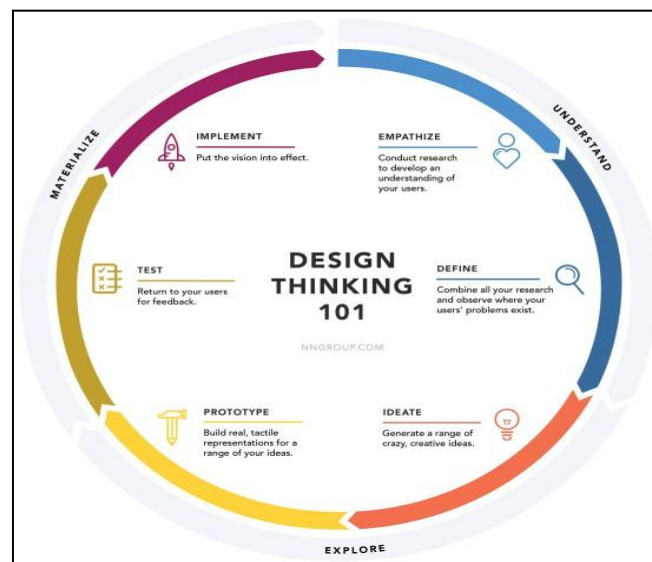 DESIGN
THINKING
101
NNGROUP.COM
UNDERSTAND
EMPATHIZE
Conduct research
to develop an
understanding of
your users.
DEFINE
Combine all your research
and observe where your
users' problems exist.
EXPLORE
IDEATE
Generate a range of
crazy, creative ideas.
PROTOTYPE
Build real, tactile
representations for a
range of your ideas.
MATERIALIZE
TEST
Return to your users
for feedback.
IMPLEMENT
Put the vision into effect.